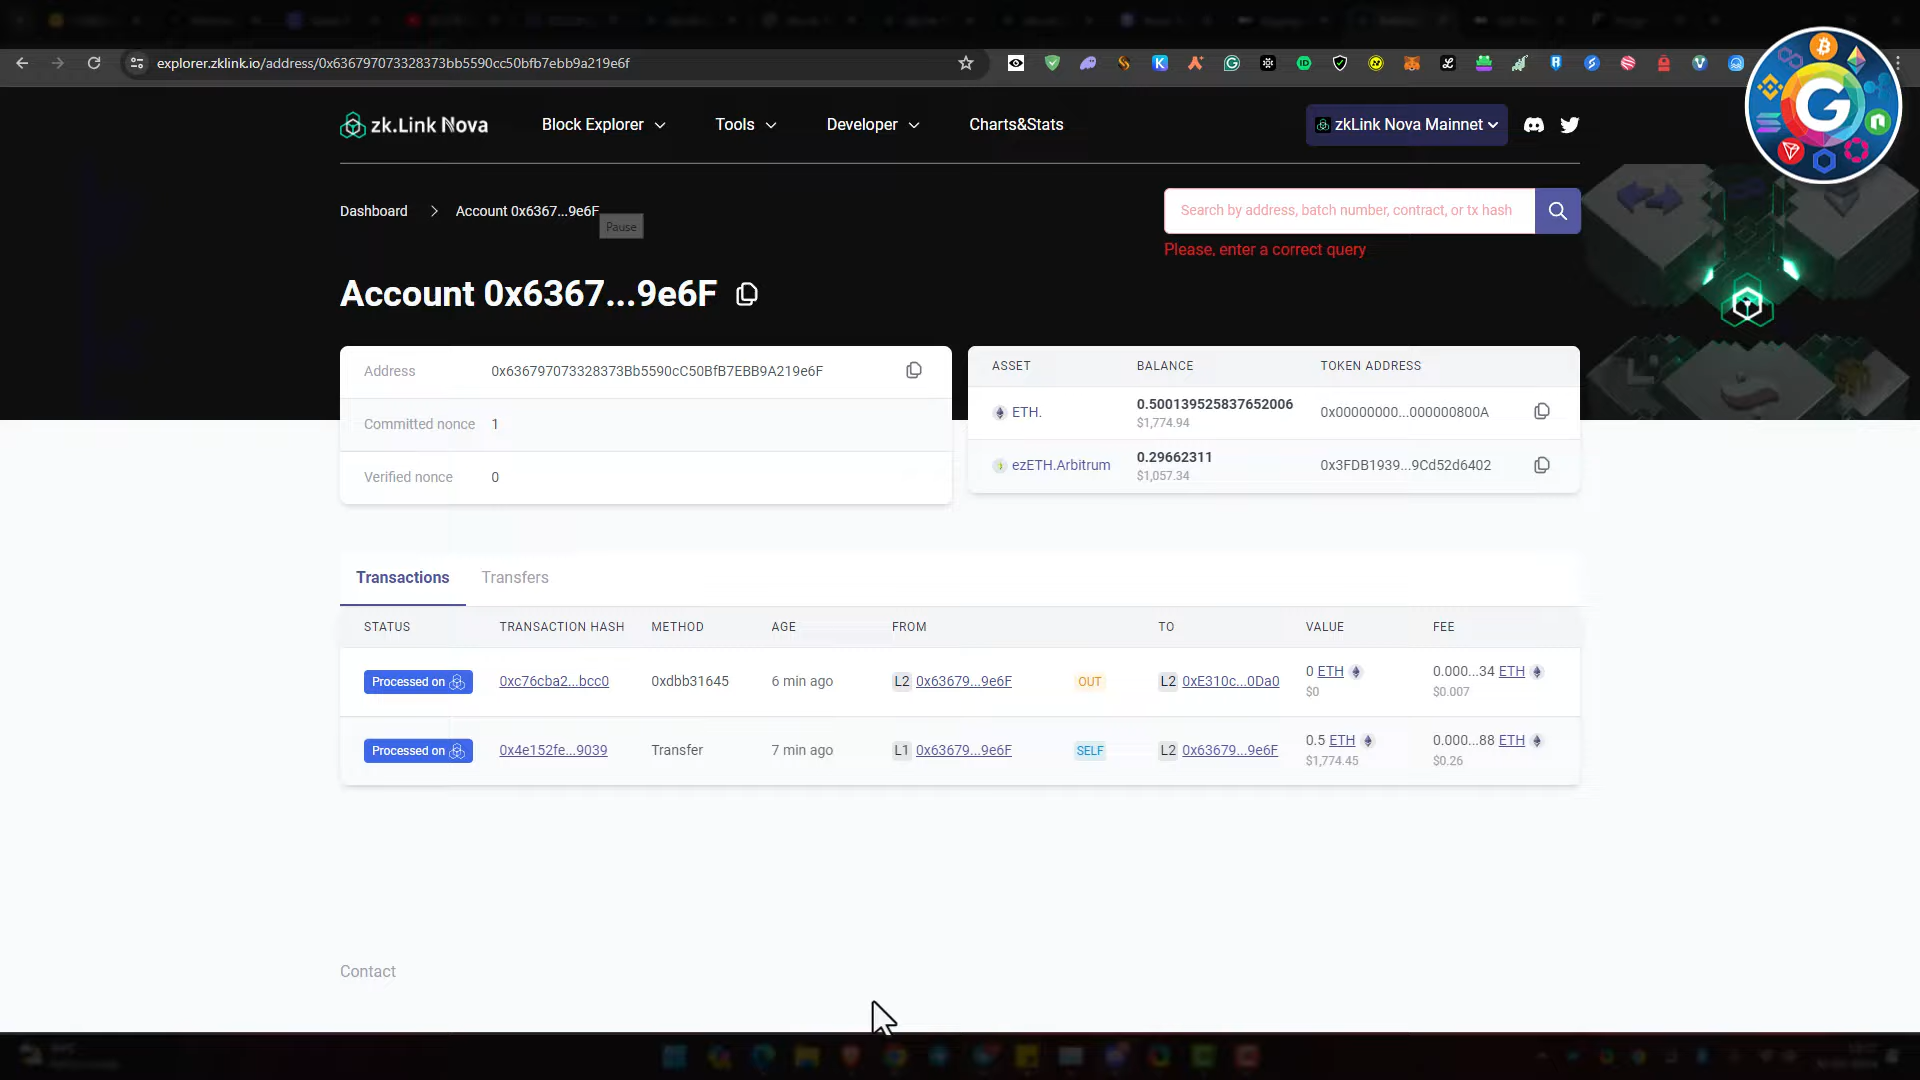 explorer.zklink.io/address/0x636797073328373bb5590cc50bfb7ebb9a219e6f
zk.Link Nova
Block Explorer
Tools
Developer
Charts&Stats
zkLink Nova Mainnet
Dashboard
Account 0x6367...9e6F
Pause
Search by address, batch number, contract, or tx hash
Please, enter a correct query
Account 0x6367...9e6F
Address 0x636797073328373Bb5590cC50BfB7EBB9A219e6F
Committed nonce 1
Verified nonce 0
ASSET BALANCE TOKEN ADDRESS
ETH. 0.500139525837652006 0x00000000...000000800A
$1,774.94
ezETH.Arbitrum 0.29662311 0x3FDB1939...9Cd52d6402
$1,057.34
Transactions Transfers
STATUS TRANSACTION HASH METHOD AGE FROM TO VALUE FEE
Processed on 0xc76cba2...bcc0 0xdbb31645 6 min ago L2 0x63679...9e6F OUT L2 0xE310c...0Da0 0 ETH 0.000...34 ETH
$0 $0.007
Processed on 0x4e152fe...9039 Transfer 7 min ago L1 0x63679...9e6F SELF L2 0x63679...9e6F 0.5 ETH 0.000...88 ETH
$1,774.45 $0.26
Contact